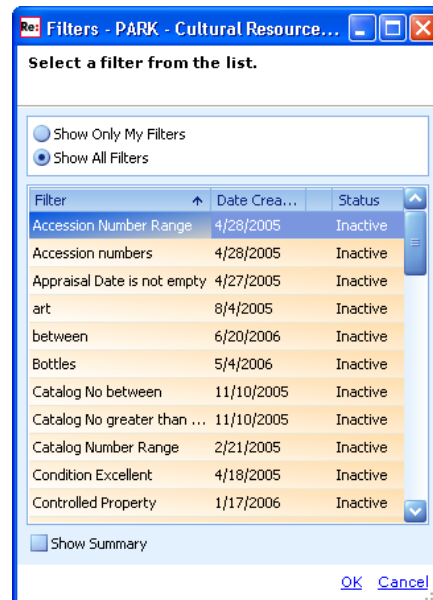 Re: Filters - PARK - Cultural Resource...
Select a filter from the list.
Show Only My Filters
Show All Filters
Filter Date Crea... Status
Accession Number Range 4/28/2005 Inactive
Accession numbers 4/28/2005 Inactive
Appraisal Date is not empty 4/27/2005 Inactive
art 8/4/2005 Inactive
between 6/20/2006 Inactive
Bottles 5/4/2006 Inactive
Catalog No between 11/10/2005 Inactive
Catalog No greater than ... 11/10/2005 Inactive
Catalog Number Range 2/21/2005 Inactive
Condition Excellent 4/18/2005 Inactive
Controlled Property 1/17/2006 Inactive
Show Summary
OK Cancel